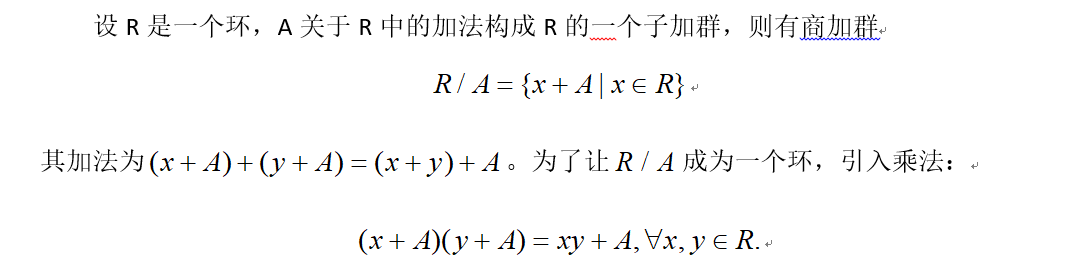 设 R 是一个环，A 关于 R 中的加法构成 R 的一个子加群，则有商加群
R / A = {x + A | x ∈ R}
其加法为(x + A) + (y + A) = (x + y) + A。为了让 R / A 成为一个环，引入乘法：
(x + A)(y + A) = xy + A, ∀x, y ∈ R.